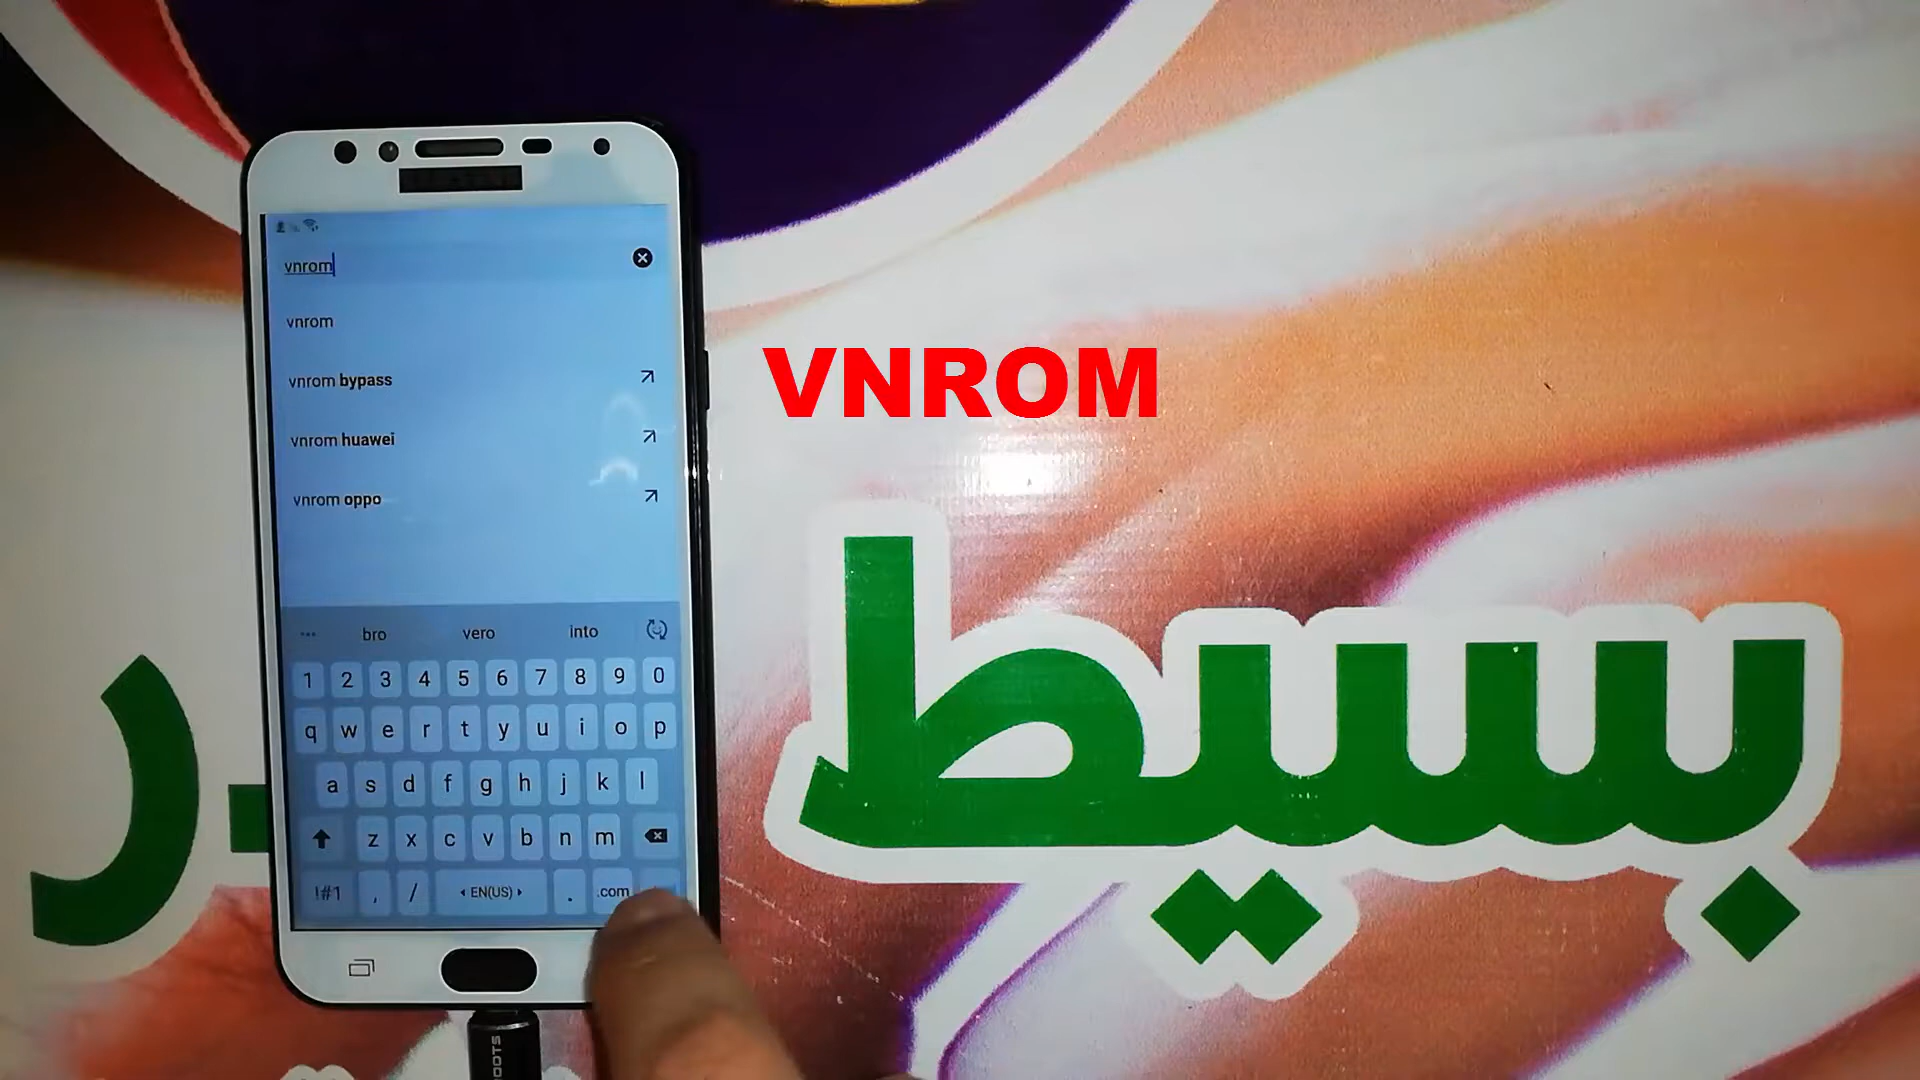 vnrom
vnrom
vnrom bypass
vnrom huawei
vnrom oppo
bro vero into
1 2 3 4 5 6 7 8 9 0
q w e r t y u i o p
a s d f g h j k l
z x c v b n m
!#1 , / EN(US) . .com
VNROM
بسيط